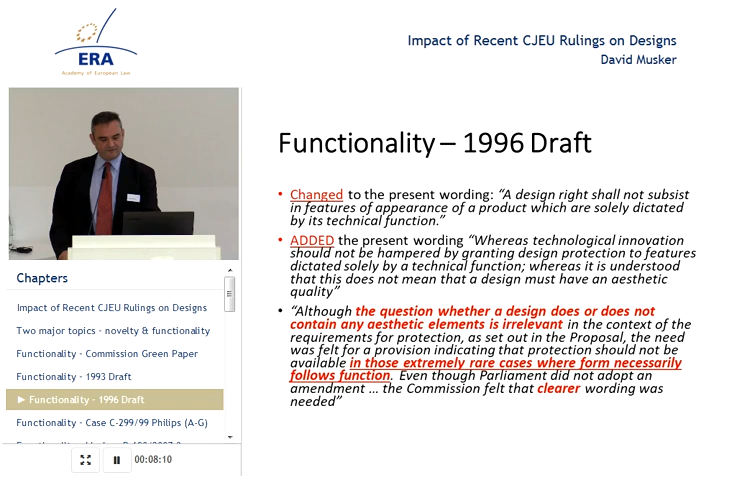 ERA
Academy of European Law
Impact of Recent CJEU Rulings on Designs
David Musker
Functionality – 1996 Draft
• Changed to the present wording: “A design right shall not subsist
in features of appearance of a product which are solely dictated
by its technical function.”
• ADDED the present wording “Whereas technological innovation
should not be hampered by granting design protection to features
dictated solely by a technical function; whereas it is understood
that this does not mean that a design must have an aesthetic
quality”
• “Although the question whether a design does or does not
contain any aesthetic elements is irrelevant in the context of the
requirements for protection, as set out in the Proposal, the need
was felt for a provision indicating that protection should not be
available in those extremely rare cases where form necessarily
follows function. Even though Parliament did not adopt an
amendment … the Commission felt that clearer wording was
needed”
Chapters
Impact of Recent CJEU Rulings on Designs
Two major topics - novelty & functionality
Functionality - Commission Green Paper
Functionality - 1993 Draft
► Functionality - 1996 Draft
Functionality - Case C-299/99 Philips (A-G)
00:08:10